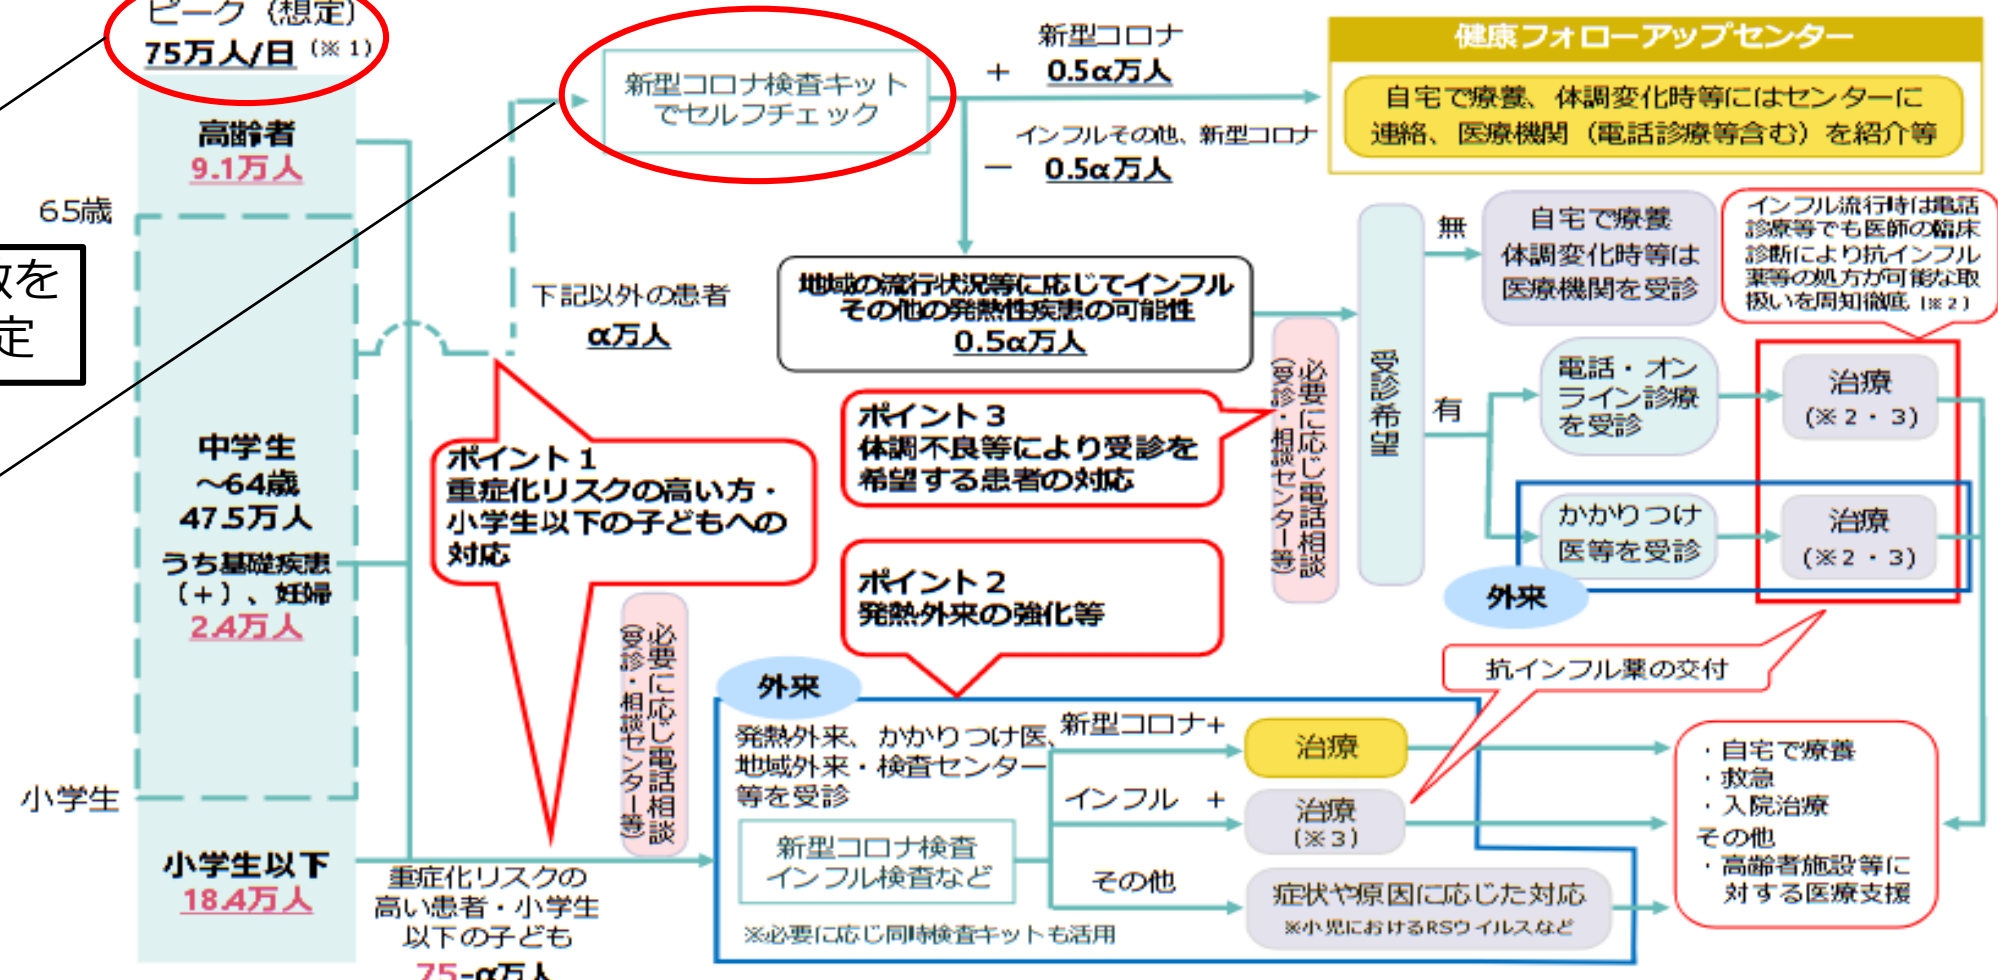 ピーク（想定）
75万人/日（※1）
高齢者
9.1万人
65歳
数を
定
中学生
～64歳
47.5万人
うち基礎疾患
（+）、妊婦
2.4万人
小学生
小学生以下
18.4万人
新型コロナ検査キット
でセルフチェック
下記以外の患者
α万人
新型コロナ
+ 0.5α万人
インフルその他、新型コロナ
－ 0.5α万人
健康フォローアップセンター
自宅で療養、体調変化時等にはセンターに
連絡、医療機関（電話診療等含む）を紹介等
地域の流行状況等に応じてインフル
その他の発熱性疾患の可能性
0.5α万人
必要に応じ電話相談
（受診・相談センター等）
受診希望
無
有
自宅で療養
体調変化時等は
医療機関を受診
インフル流行時は電話
診療等でも医師の臨床
診断により抗インフル
薬等の処方が可能な取
扱いを周知徹底（※2）
電話・オン
ライン診療
を受診
治療
（※2・3）
かかりつけ
医等を受診
治療
（※2・3）
外来
ポイント1
重症化リスクの高い方・
小学生以下の子どもへの
対応
ポイント3
体調不良等により受診を
希望する患者の対応
ポイント2
発熱外来の強化等
抗インフル薬の交付
重症化リスクの
高い患者・小学生
以下の子ども
75-α万人
必要に応じ電話相談
（受診・相談センター等）
外来
発熱外来、かかりつけ医、
地域外来・検査センター
等を受診
新型コロナ検査
インフル検査など
※必要に応じ同時検査キットも活用
新型コロナ+
治療
インフル +
治療
（※3）
その他
症状や原因に応じた対応
※小児におけるRSウイルスなど
・自宅で療養
・救急
・入院治療
その他
・高齢者施設等に
対する医療支援